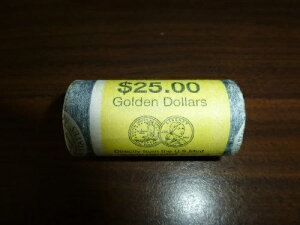 $25.00
Golden Dollars
Directly from the U.S. Mint